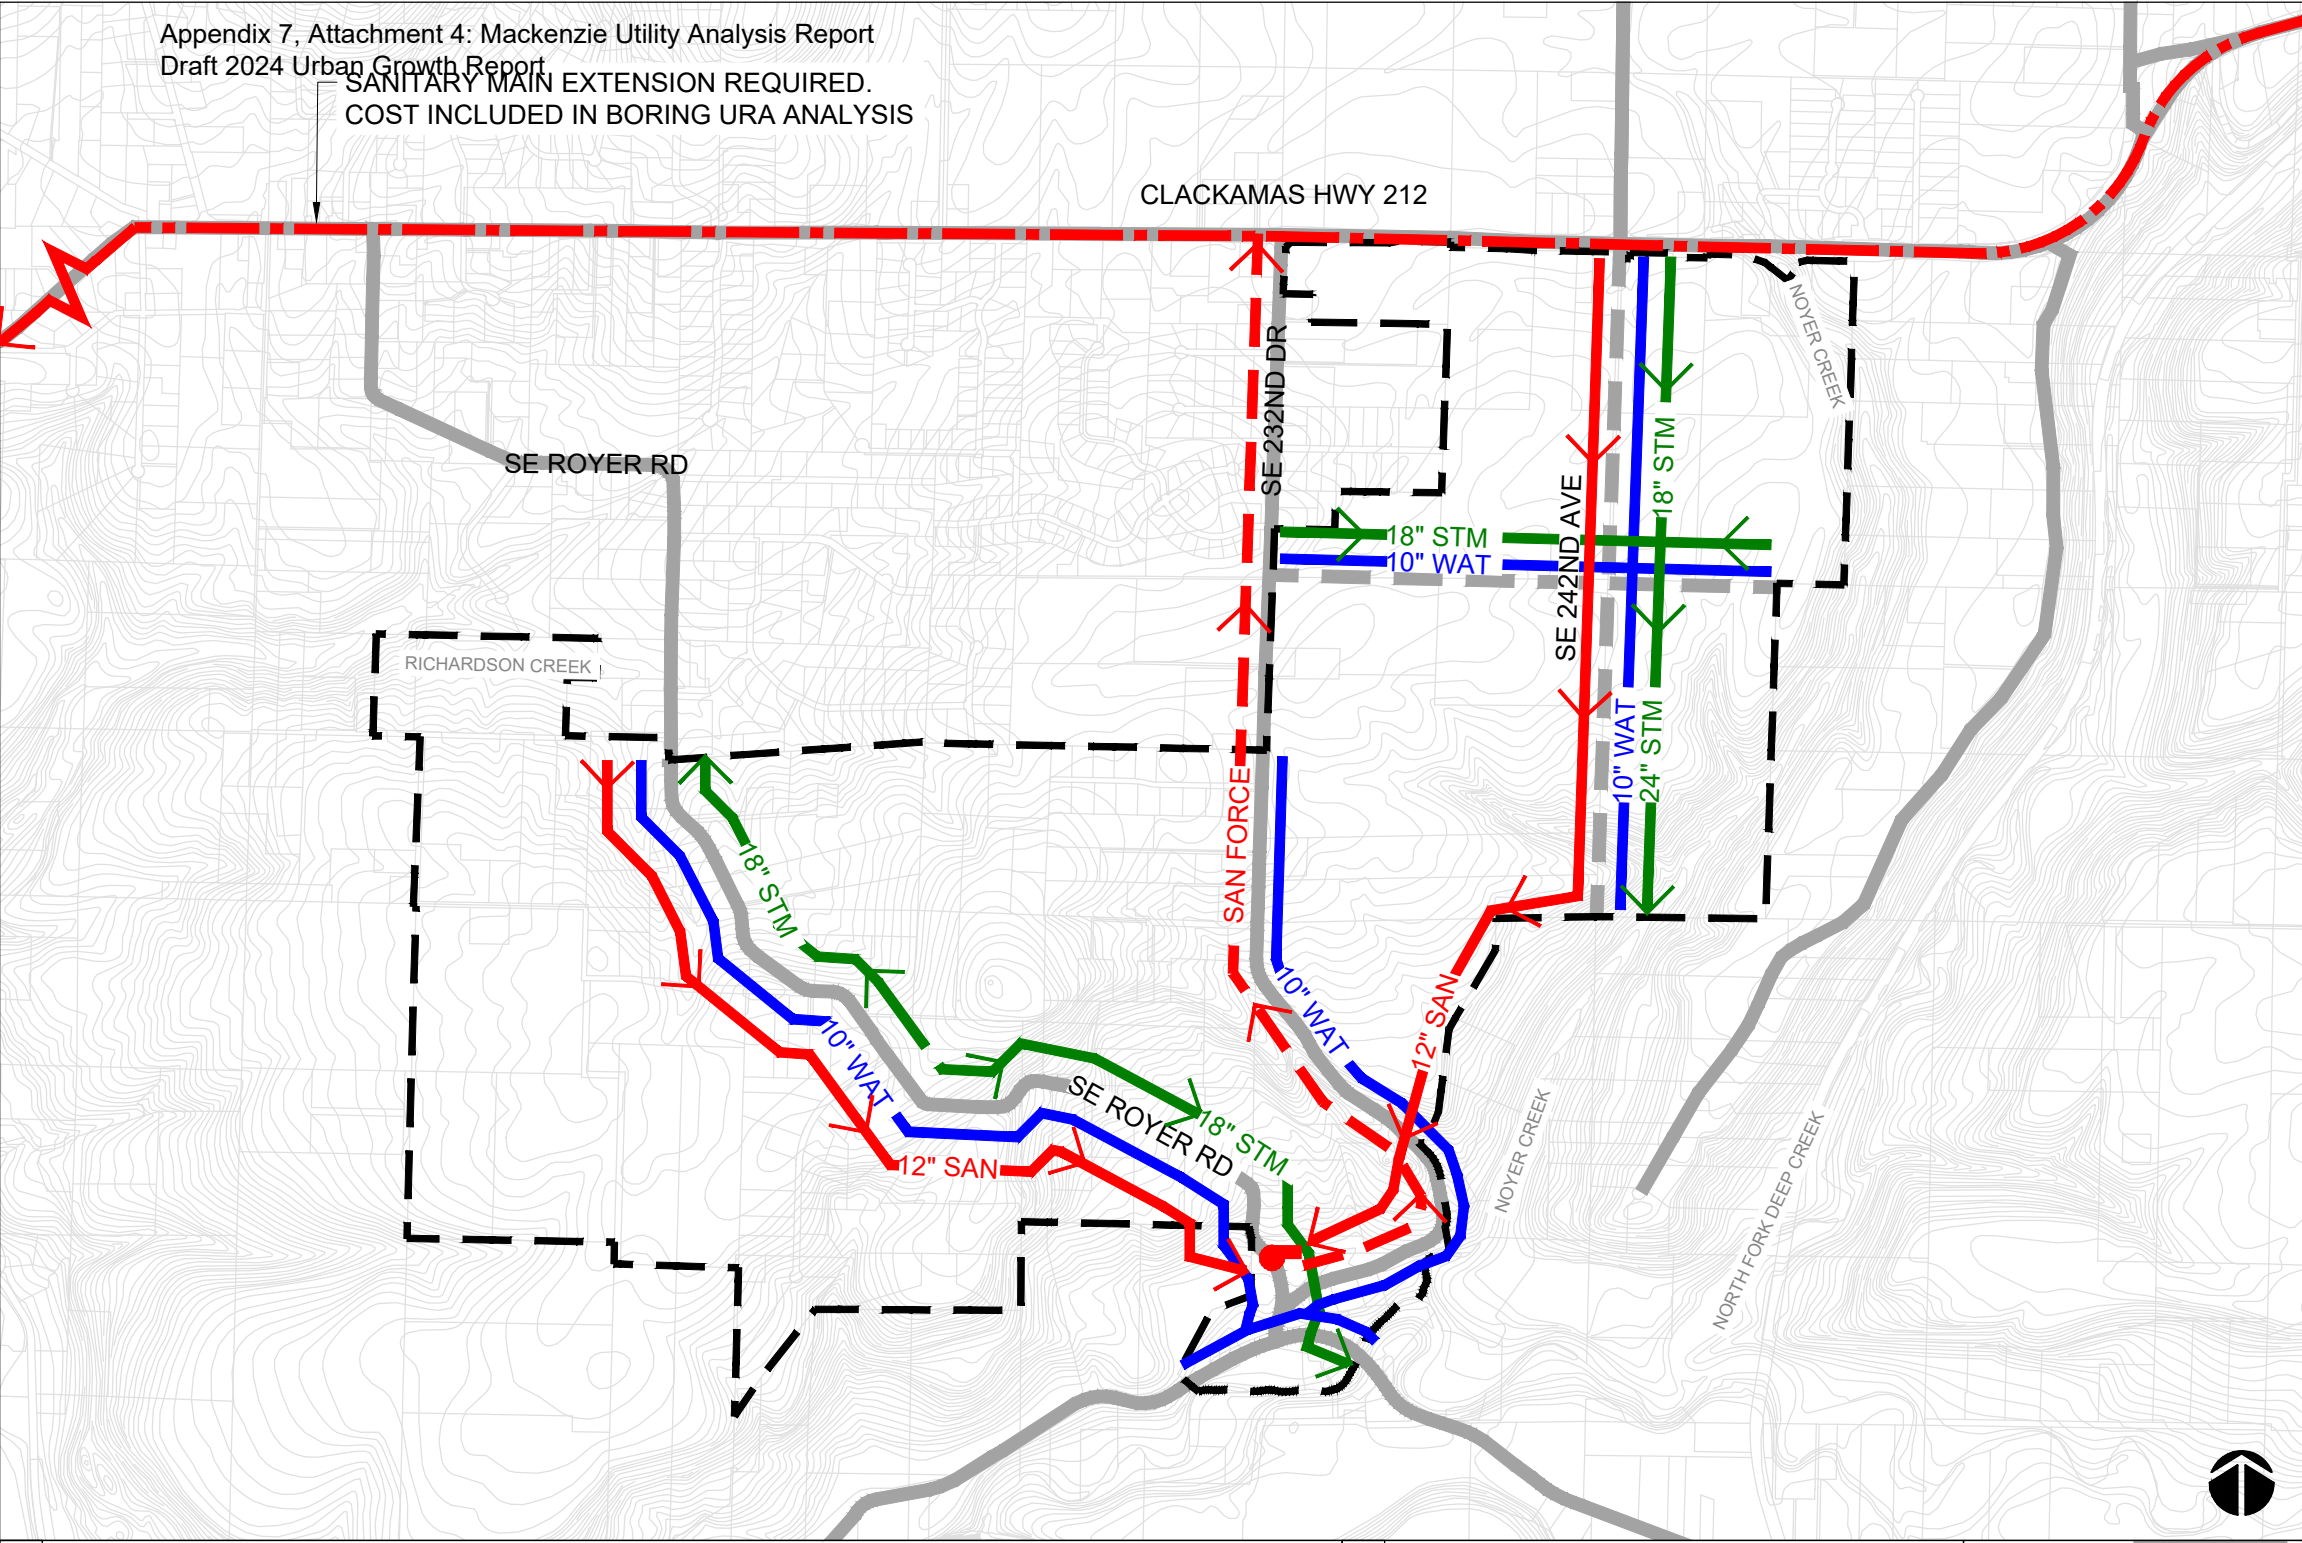 Appendix 7, Attachment 4: Mackenzie Utility Analysis Report
Draft 2024 Urban Growth Report
SANITARY MAIN EXTENSION REQUIRED.
COST INCLUDED IN BORING URA ANALYSIS
CLACKAMAS HWY 212
NOYER CREEK
SE 232ND DR
SE ROYER RD
18" STM
18" STM
10" WAT
SE 242ND AVE
RICHARDSON CREEK
10" WAT
24" STM
SAN FORCE
18" STM
10" WAT
12" SAN
10" WAT
SE ROYER RD
18" STM
12" SAN
NOYER CREEK
NORTH FORK DEEP CREEK